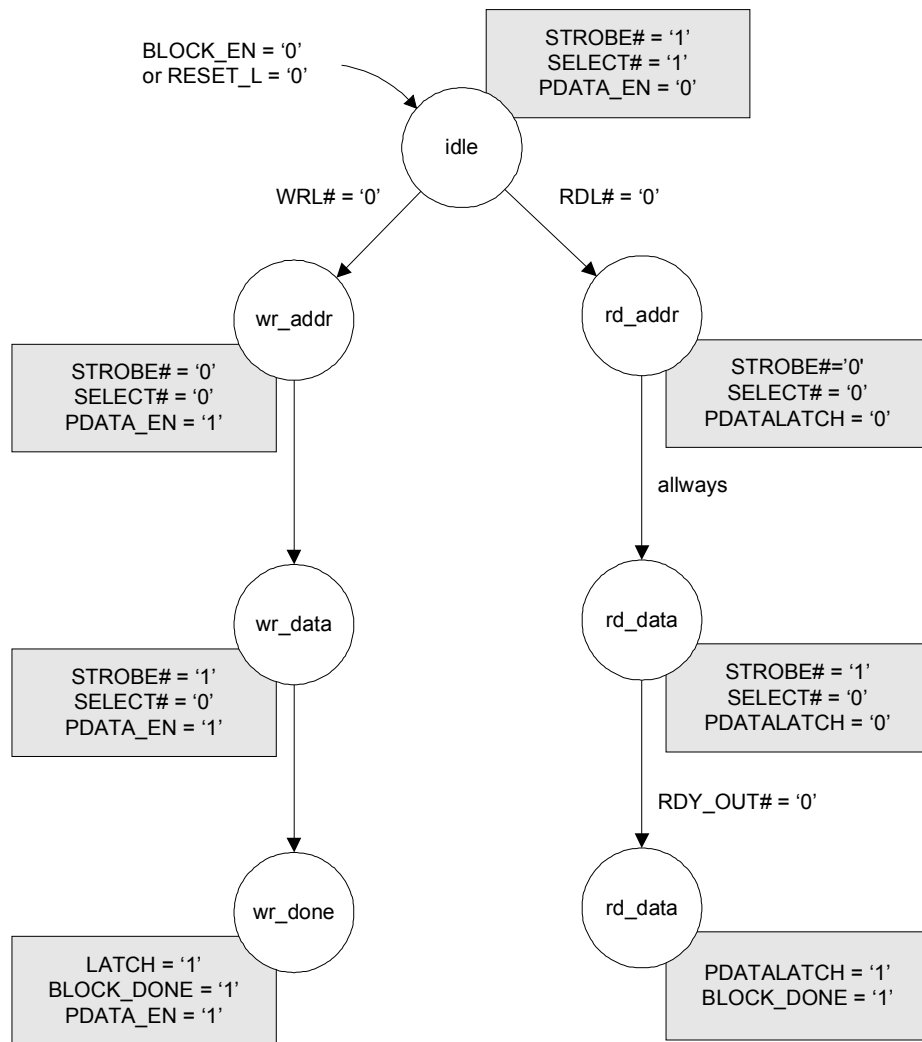 BLOCK_EN = ‘0’
or RESET_L = ‘0’
STROBE# = ‘1’
SELECT# = ‘1’
PDATA_EN = ‘0’
idle
WRL# = ‘0’
RDL# = ‘0’
wr_addr
rd_addr
STROBE# = ‘0’
SELECT# = ‘0’
PDATA_EN = ‘1’
STROBE#=’0'
SELECT# = ‘0’
PDATALATCH = ‘0’
allways
wr_data
rd_data
STROBE# = ‘1’
SELECT# = ‘0’
PDATA_EN = ‘1’
STROBE# = ‘1’
SELECT# = ‘0’
PDATALATCH = ‘0’
RDY_OUT# = ‘0’
wr_done
rd_data
LATCH = ‘1’
BLOCK_DONE = ‘1’
PDATA_EN = ‘1’
PDATALATCH = ‘1’
BLOCK_DONE = ‘1’